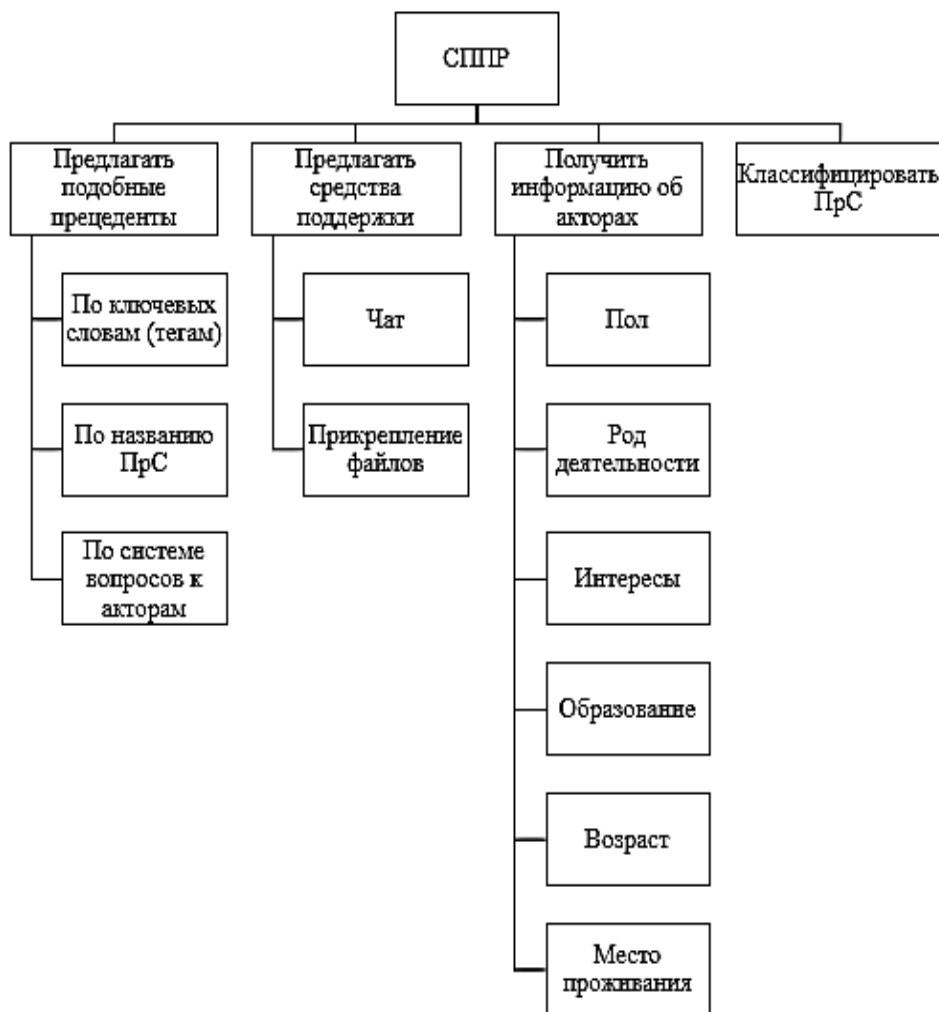 СППР
Предлагать
подобные
прецеденты
По ключевых
словам (тегам)
По названию
ПрС
По системе
вопросов к
акторам
Предлагать
средства
поддержки
Чат
Прикрепление
файлов
Получить
информацию об
акторах
Пол
Род
деятельности
Интересы
Образование
Возраст
Место
проживания
Классифицировать
ПрС